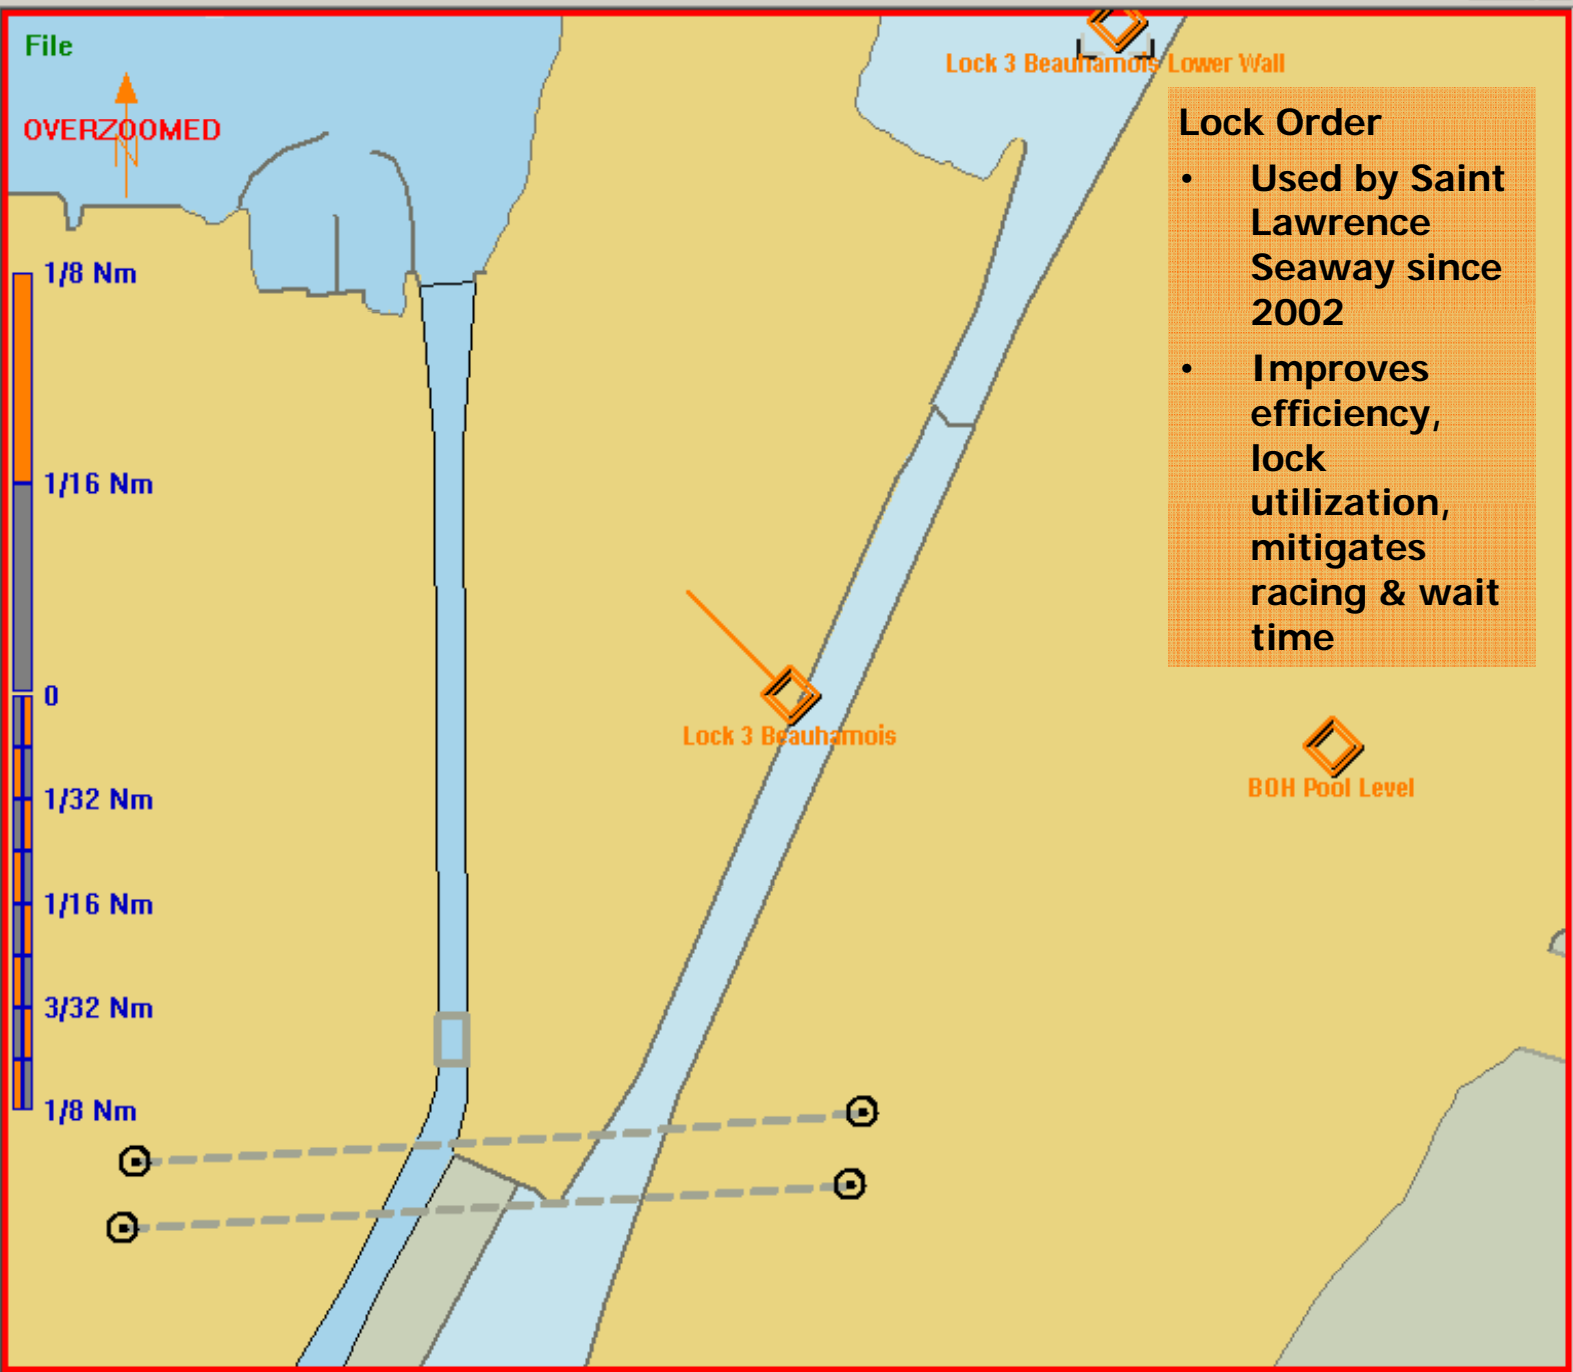 File
OVERZOOMED
N
Lock 3 Beauharnois Lower Wall
Lock Order
• Used by Saint
Lawrence
Seaway since
2002
• Improves
efficiency,
lock
utilization,
mitigates
racing & wait
time
1/8 Nm
1/16 Nm
0
1/32 Nm
1/16 Nm
3/32 Nm
1/8 Nm
Lock 3 Beauharnois
BOH Pool Level